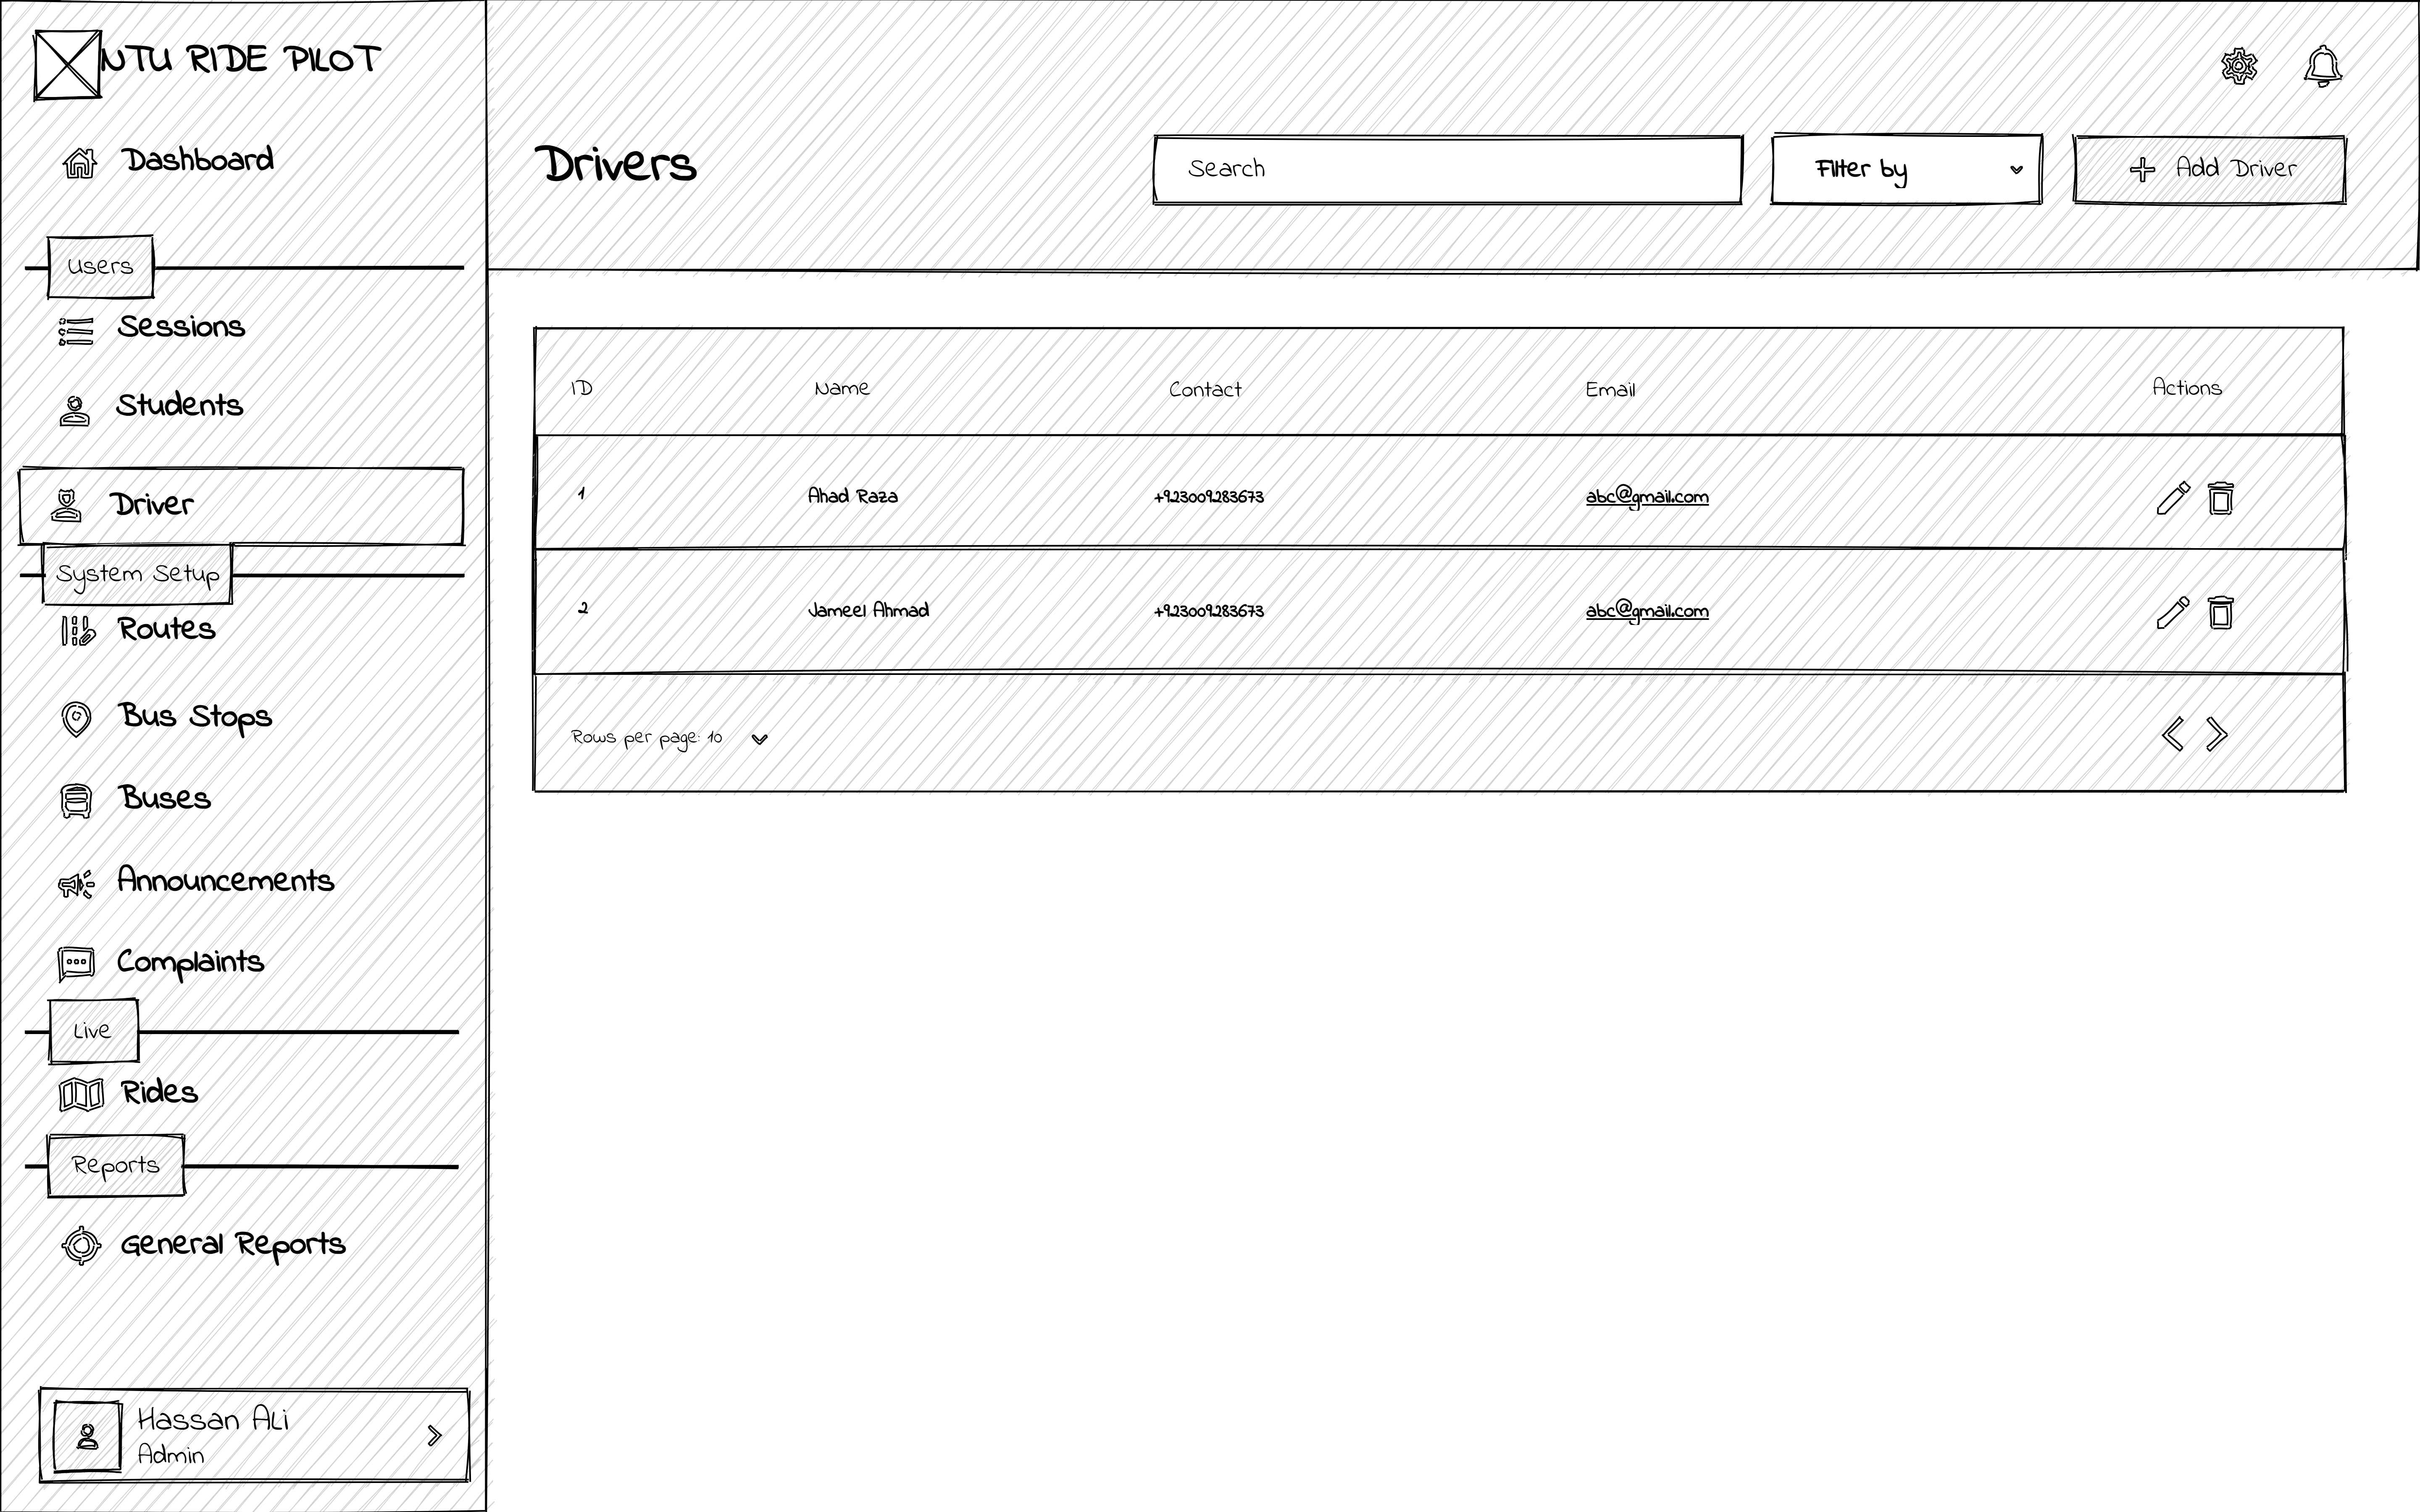 NTU RIDE PILOT
Dashboard
Users
Sessions
Students
Driver
System Setup
Routes
Bus Stops
Buses
Announcements
Complaints
Live
Rides
Reports
General Reports
Hassan Ali
Admin
Drivers
Search
Filter by
Add Driver
ID Name Contact Email Actions
1 Ahad Raza +923009283673 abc@gmail.com
2 Jameel Ahmad +923009283673 abc@gmail.com
Rows per page: 10